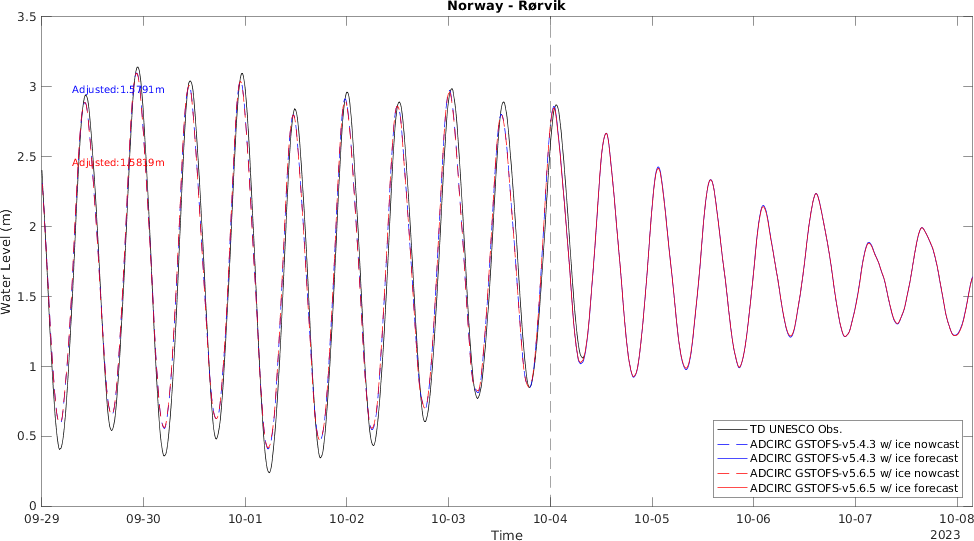 Norway - Rørvik
3.5
3
2.5
2
1.5
1
0.5
0
Water Level (m)
Adjusted:1.5791m
Adjusted:1.5819m
TD UNESCO Obs.
ADCIRC GSTOFS-v5.4.3 w/ ice nowcast
ADCIRC GSTOFS-v5.4.3 w/ ice forecast
ADCIRC GSTOFS-v5.6.5 w/ ice nowcast
ADCIRC GSTOFS-v5.6.5 w/ ice forecast
09-29 09-30 10-01 10-02 10-03 10-04 10-05 10-06 10-07 10-08
Time 2023